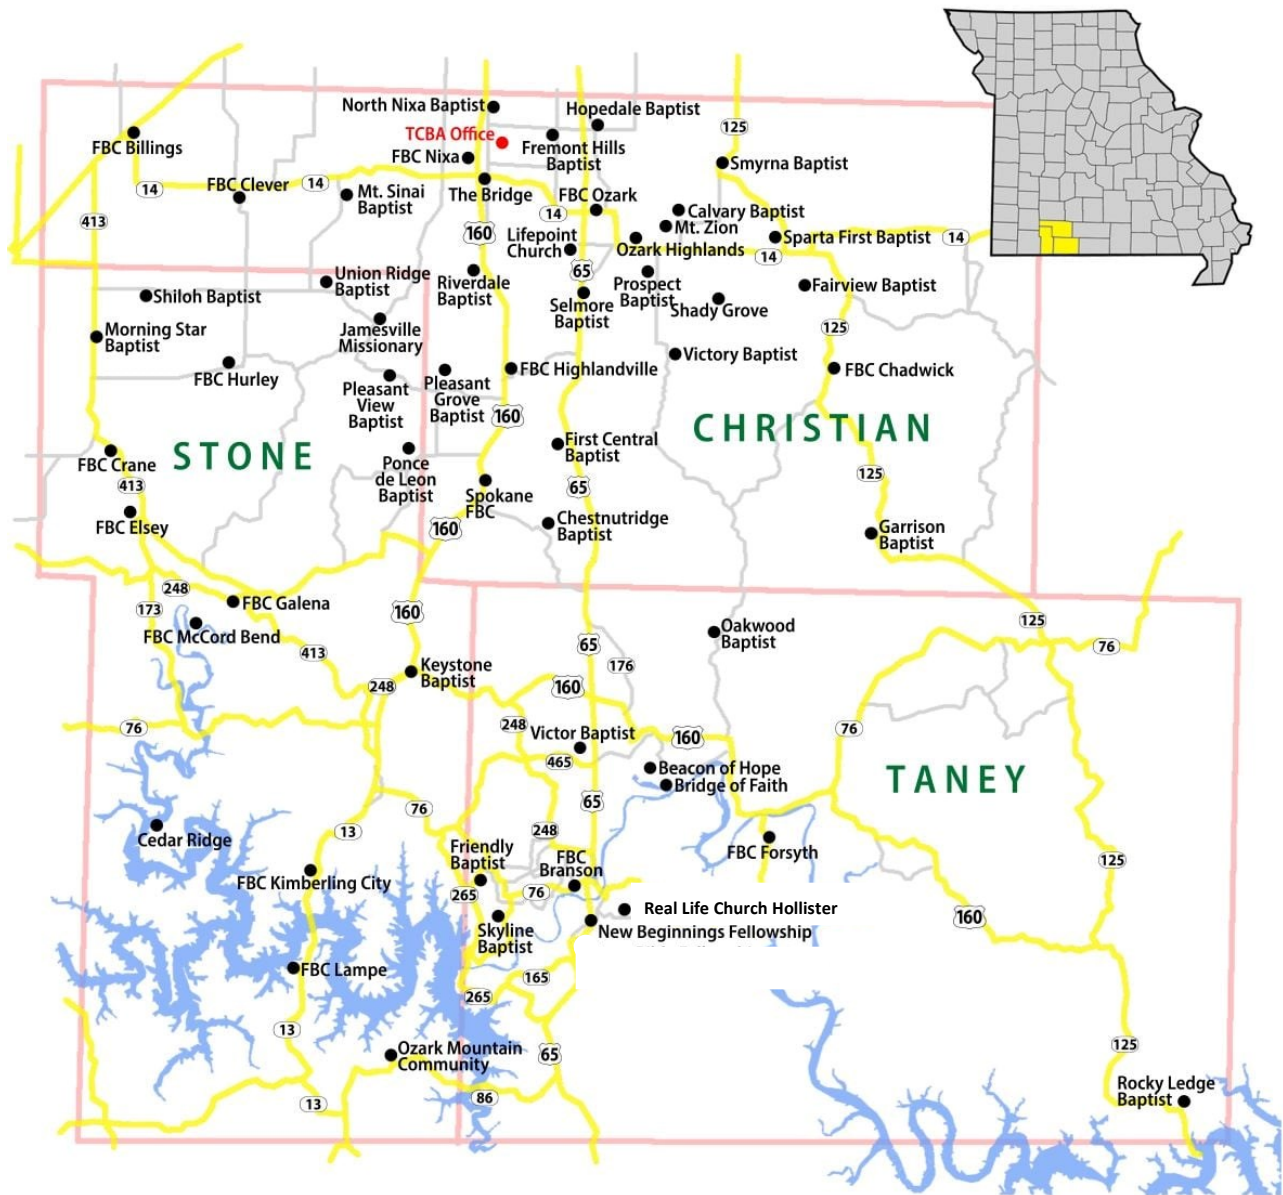 North Nixa Baptist
Hopedale Baptist
TCBA Office
125
FBC Billings
FBC Nixa
Fremont Hills
Baptist
Smyrna Baptist
14
FBC Clever
14
Mt. Sinai
Baptist
The Bridge
FBC Ozark
14
Calvary Baptist
413
160
Lifepoint
Church
Mt. Zion
Ozark Highlands
Sparta First Baptist
14
14
65
Union Ridge
Baptist
Riverdale
Baptist
Prospect
Baptist
Fairview Baptist
Shiloh Baptist
Selmore
Baptist
Shady Grove
Morning Star
Baptist
Jamesville
Missionary
125
Victory Baptist
FBC Hurley
Pleasant
View
Baptist
Pleasant
Grove
Baptist
FBC Highlandville
FBC Chadwick
160
STONE
CHRISTIAN
FBC Crane
First Central
Baptist
413
Ponce
de Leon
Baptist
65
125
Spokane
FBC
FBC Elsey
160
Chestnutridge
Baptist
Garrison
Baptist
248
173
FBC Galena
160
FBC McCord Bend
125
Oakwood
Baptist
413
65
176
76
Keystone
Baptist
248
160
76
248
Victor Baptist
160
76
465
Beacon of Hope
Bridge of Faith
TANEY
76
65
13
248
Cedar Ridge
Friendly
Baptist
FBC
Branson
FBC Forsyth
125
FBC Kimberling City
265
76
Real Life Church Hollister
160
Skyline
Baptist
New Beginnings Fellowship
FBC Lampe
165
265
13
Ozark Mountain
Community
65
125
86
13
Rocky Ledge
Baptist